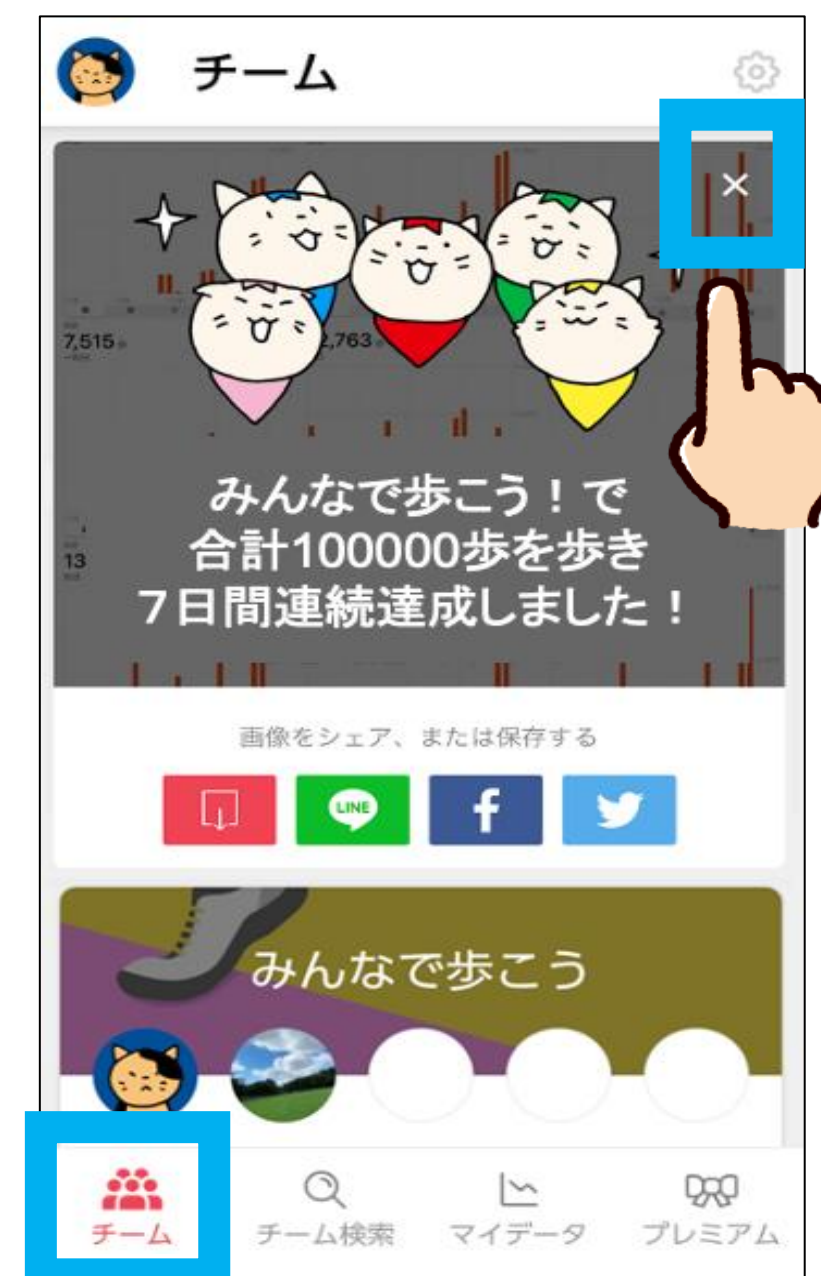 チーム
7,515
2,763
みんなで歩こう！で
合計100000歩を歩き
13
７日間連続達成しました！
画像をシェア、または保存する
LINE
みんなで歩こう
チーム
チーム検索
マイデータ
プレミアム